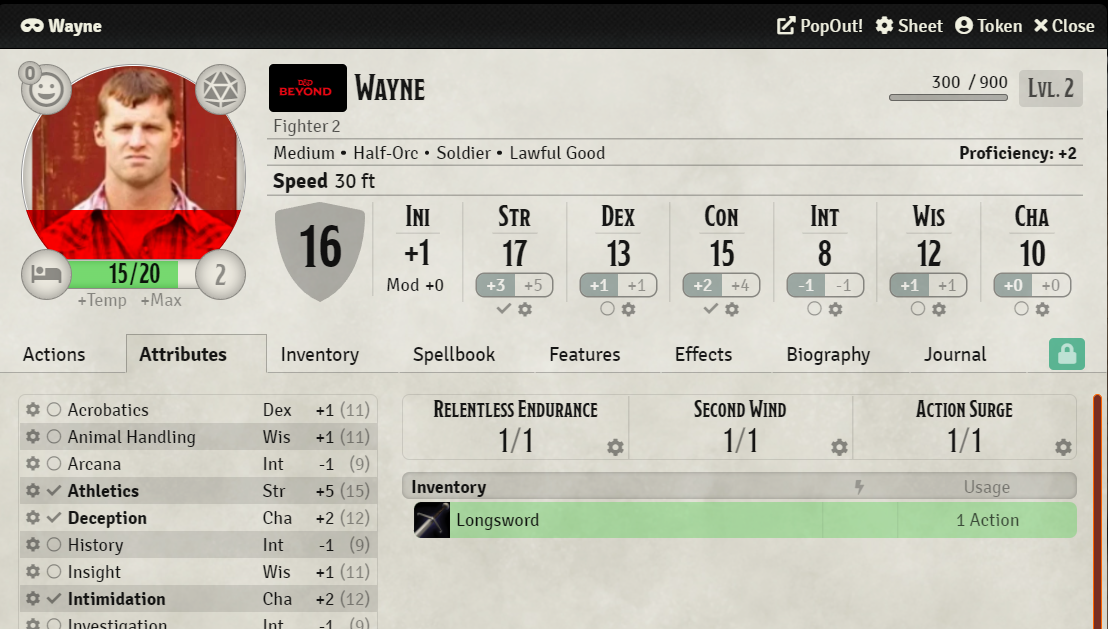 Wayne PopOut! Sheet Token Close
0
D&D BEYOND
WAYNE
300 / 900 LVL. 2
Fighter 2
Medium • Half-Orc • Soldier • Lawful Good Proficiency: +2
Speed 30 ft
16
INI STR DEX CON INT WIS CHA
+1 17 13 15 8 12 10
Mod +0 +3 +5 +1 +1 +2 +4 -1 -1 +1 +1 +0 +0
15/20 2
+Temp +Max
Actions Attributes Inventory Spellbook Features Effects Biography Journal
Acrobatics Dex +1 (11)
Animal Handling Wis +1 (11)
Arcana Int -1 (9)
Athletics Str +5 (15)
Deception Cha +2 (12)
History Int -1 (9)
Insight Wis +1 (11)
Intimidation Cha +2 (12)
Investigation Int -1 (9)
RELENTLESS ENDURANCE SECOND WIND ACTION SURGE
1/1 1/1 1/1
Inventory Usage
Longsword 1 Action